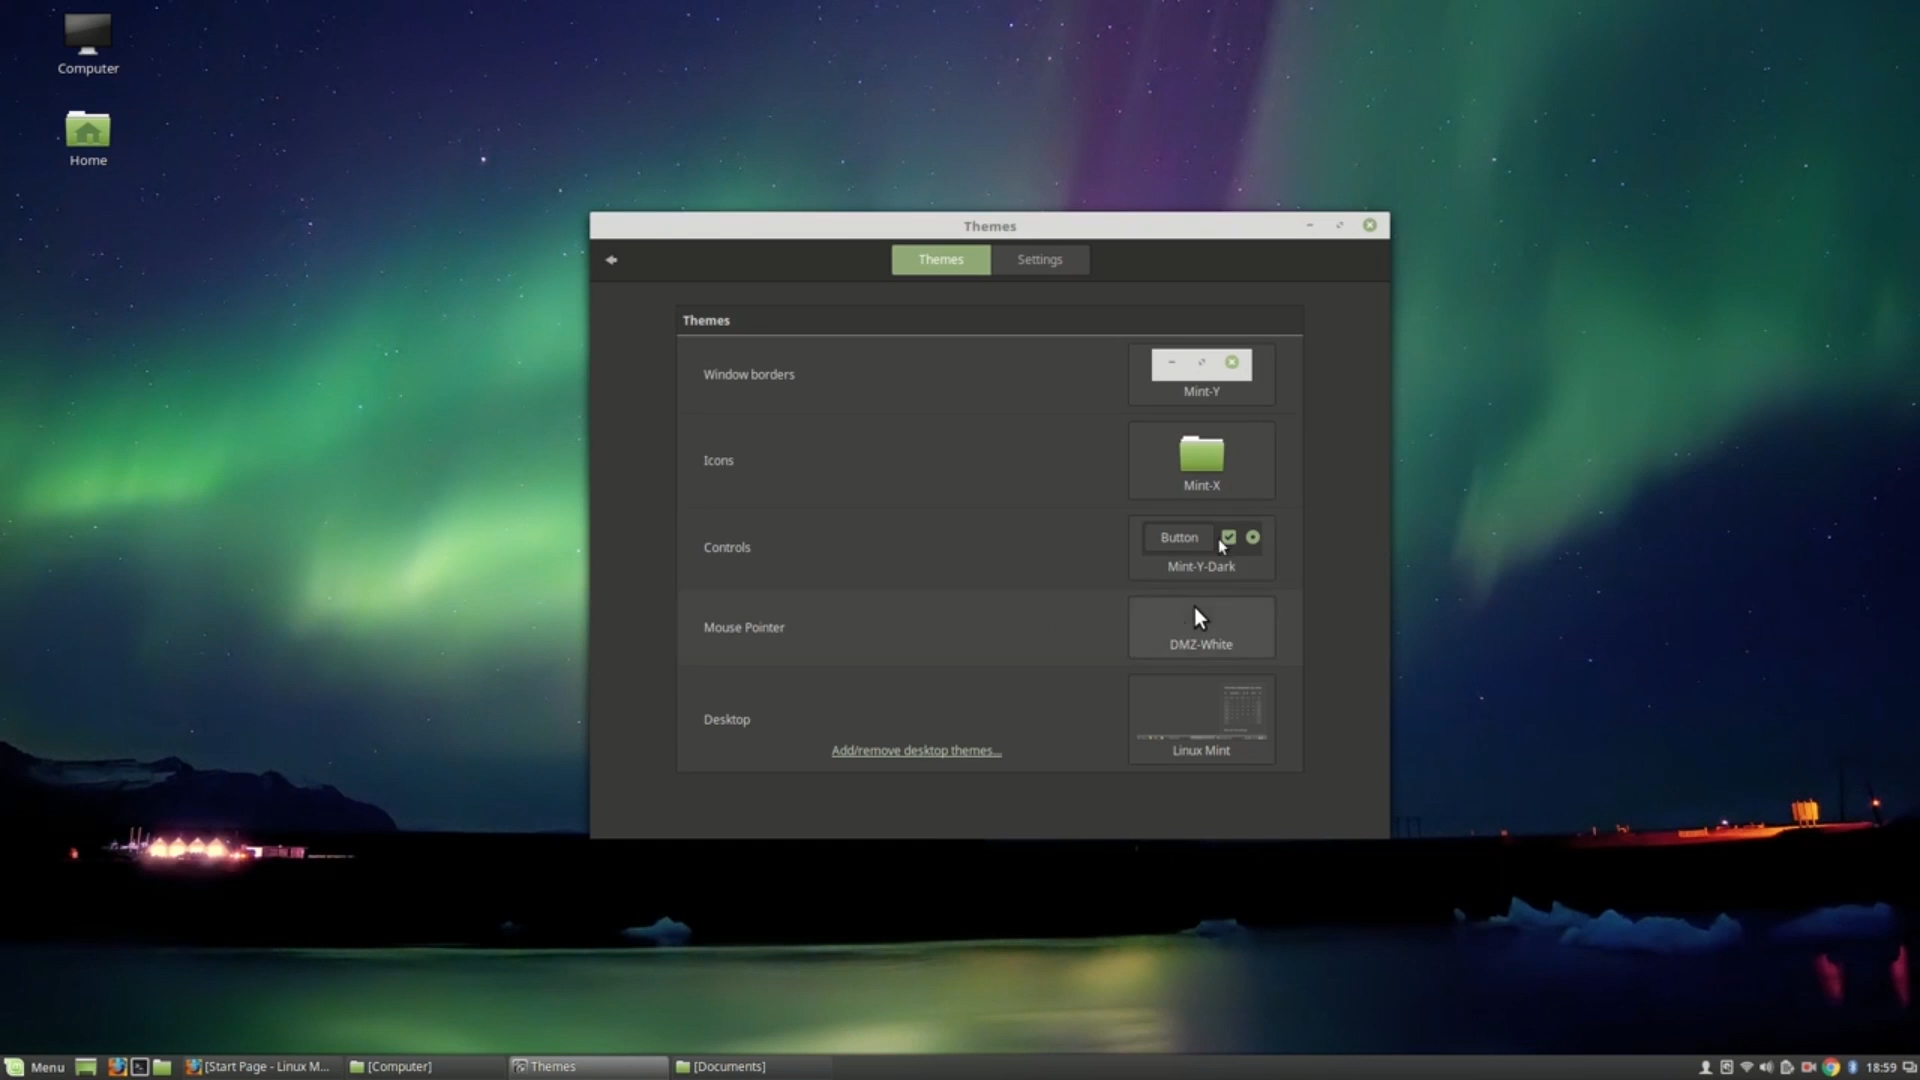 Computer
Home
Themes
Themes
Settings
Themes
Window borders
Mint-Y
Icons
Mint-X
Controls
Button
Mint-Y-Dark
Mouse Pointer
DMZ-White
Desktop
Add/remove desktop themes...
Linux Mint
Menu
[Start Page - Linux M...
[Computer]
Themes
[Documents]
18:59